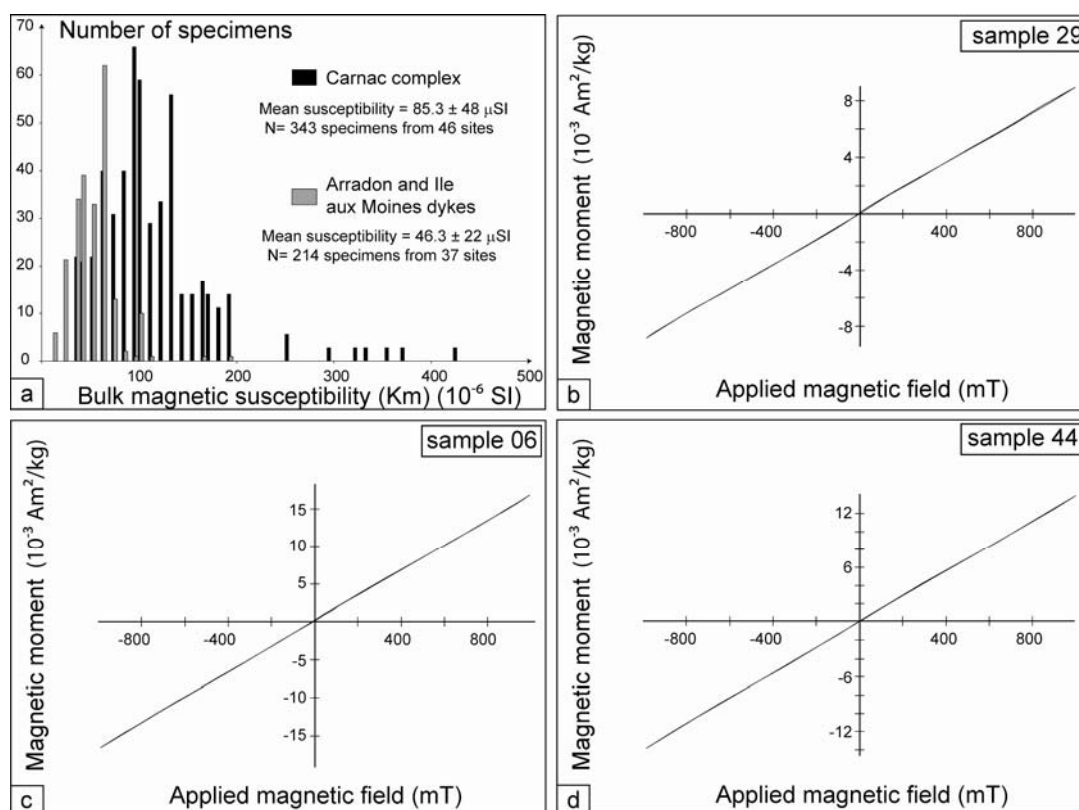 70
60
50
40
30
20
10
0
Number of specimens
Carnac complex
Mean susceptibility = 85.3 ± 48 μSI
N= 343 specimens from 46 sites
Arradon and Ile
aux Moines dykes
Mean susceptibility = 46.3 ± 22 μSI
N= 214 specimens from 37 sites
100
200
300
400
500
Bulk magnetic susceptibility (Km) (10⁻⁶ SI)
a
sample 29
Magnetic moment (10⁻³ Am²/kg)
8
4
-800
-400
400
800
-4
-8
Applied magnetic field (mT)
b
sample 06
Magnetic moment (10⁻³ Am²/kg)
15
10
5
-800
-400
400
800
-5
-10
-15
Applied magnetic field (mT)
c
sample 44
Magnetic moment (10⁻³ Am²/kg)
12
6
-800
-400
400
800
-6
-12
Applied magnetic field (mT)
d